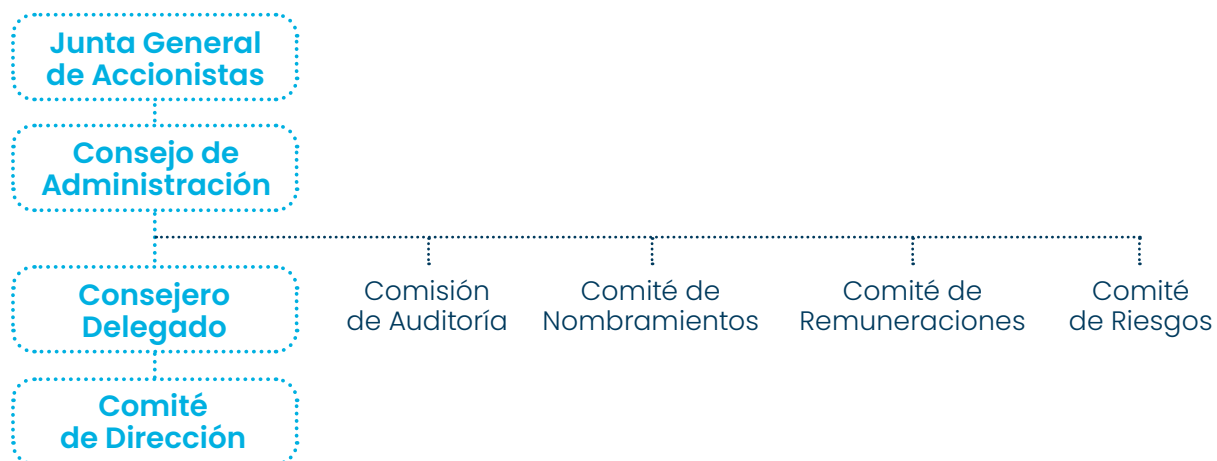 Junta General
de Accionistas
Consejo de
Administración
Consejero
Delegado
Comisión
de Auditoría
Comité de
Nombramientos
Comité de
Remuneraciones
Comité
de Riesgos
Comité
de Dirección